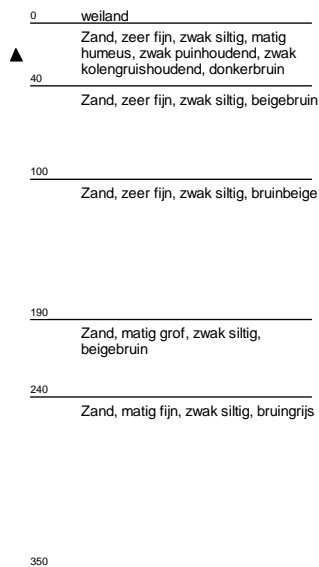 0 weiland
Zand, zeer fijn, zwak siltig, matig
humeus, zwak puinhoudend, zwak
kolengruishoudend, donkerbruin
40
Zand, zeer fijn, zwak siltig, beigebruin
100
Zand, zeer fijn, zwak siltig, bruinbeige
190
Zand, matig grof, zwak siltig,
beigebruin
240
Zand, matig fijn, zwak siltig, bruingrijs
350